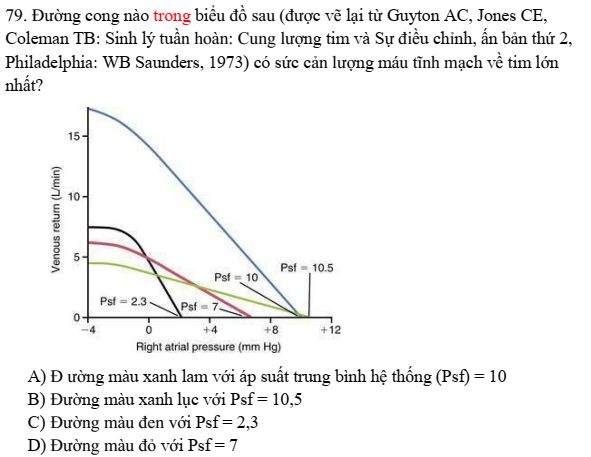 79. Đường cong nào trong biểu đồ sau (được vẽ lại từ Guyton AC, Jones CE,
Coleman TB: Sinh lý tuần hoàn: Cung lượng tim và Sự điều chỉnh, ấn bản thứ 2,
Philadelphia: WB Saunders, 1973) có sức cản lượng máu tĩnh mạch về tim lớn
nhất?
15
10
5
0
Venous return (L/min)
Psf = 10.5
Psf = 10
Psf = 2.3
Psf = 7
−4 0 +4 +8 +12
Right atrial pressure (mm Hg)
A) Đ ường màu xanh lam với áp suất trung bình hệ thống (Psf) = 10
B) Đường màu xanh lục với Psf = 10,5
C) Đường màu đen với Psf = 2,3
D) Đường màu đỏ với Psf = 7